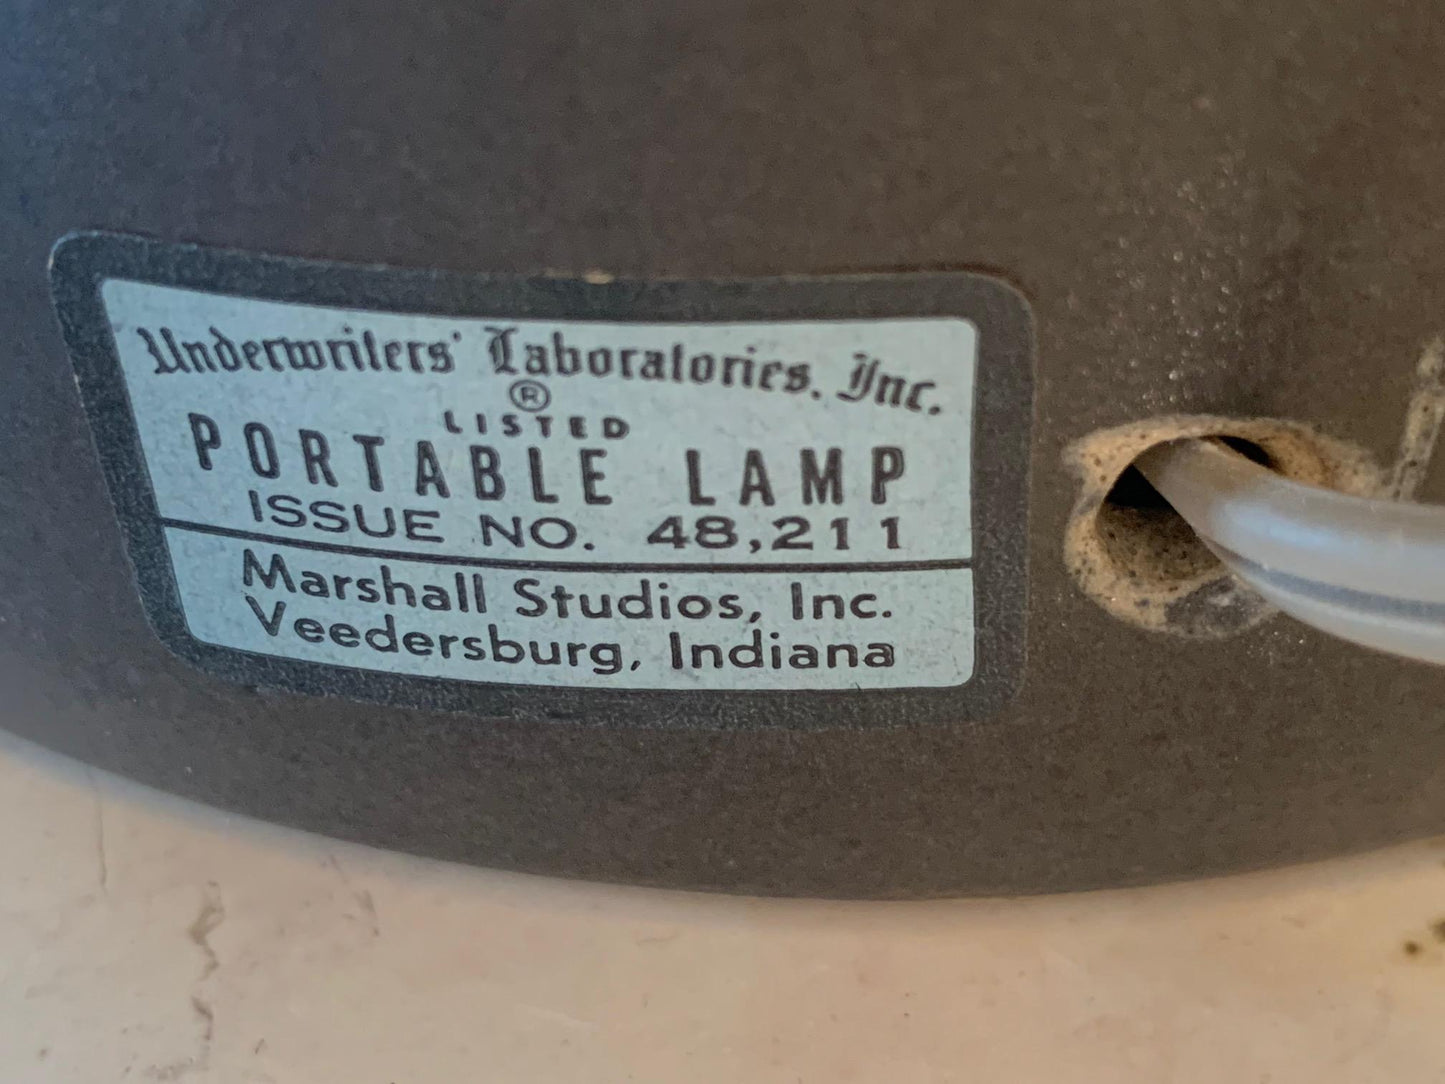 Underwriters' Laboratories, Inc.
®
LISTED
PORTABLE LAMP
ISSUE NO. 48,211
Marshall Studios, Inc.
Veedersburg, Indiana